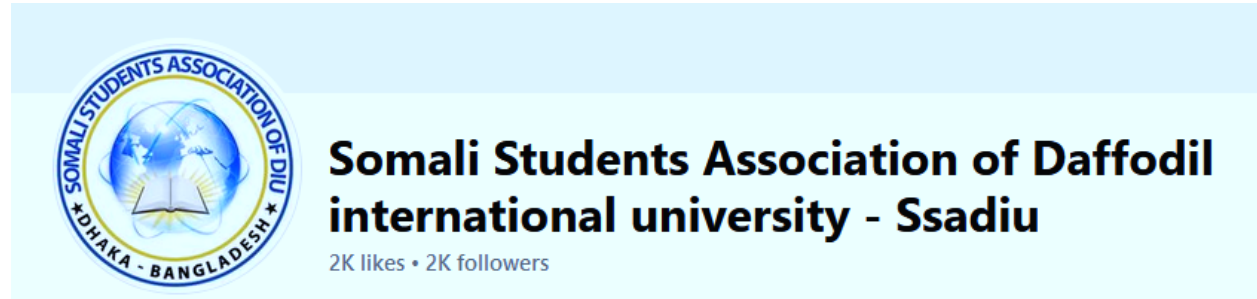 SOMALI STUDENTS ASSOCIATION OF DIU
★DHAKA - BANGLADESH★
Somali Students Association of Daffodil
international university - Ssadiu
2K likes • 2K followers